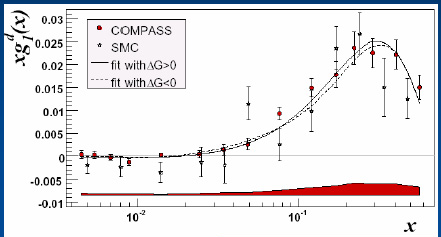 xg₁ᵈ(x)
0.03
COMPASS
0.025
SMC
0.02
fit with ΔG>0
0.015
fit with ΔG<0
0.01
0.005
0
-0.005
-0.01
10⁻²
10⁻¹
x